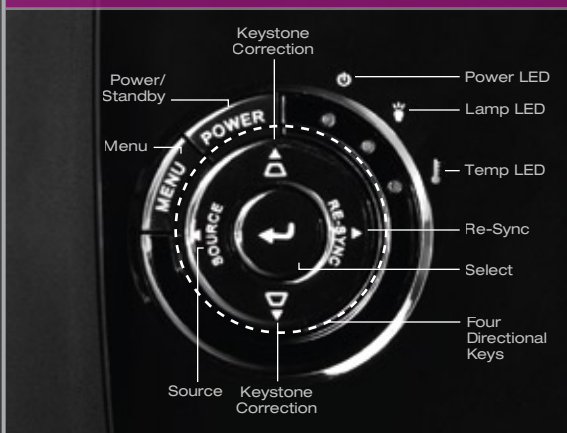 Keystone
Correction
Power/
Standby
Menu
POWER
MENU
SOURCE
RE-SYNC
Power LED
Lamp LED
Temp LED
Re-Sync
Select
Four
Directional
Keys
Source
Keystone
Correction